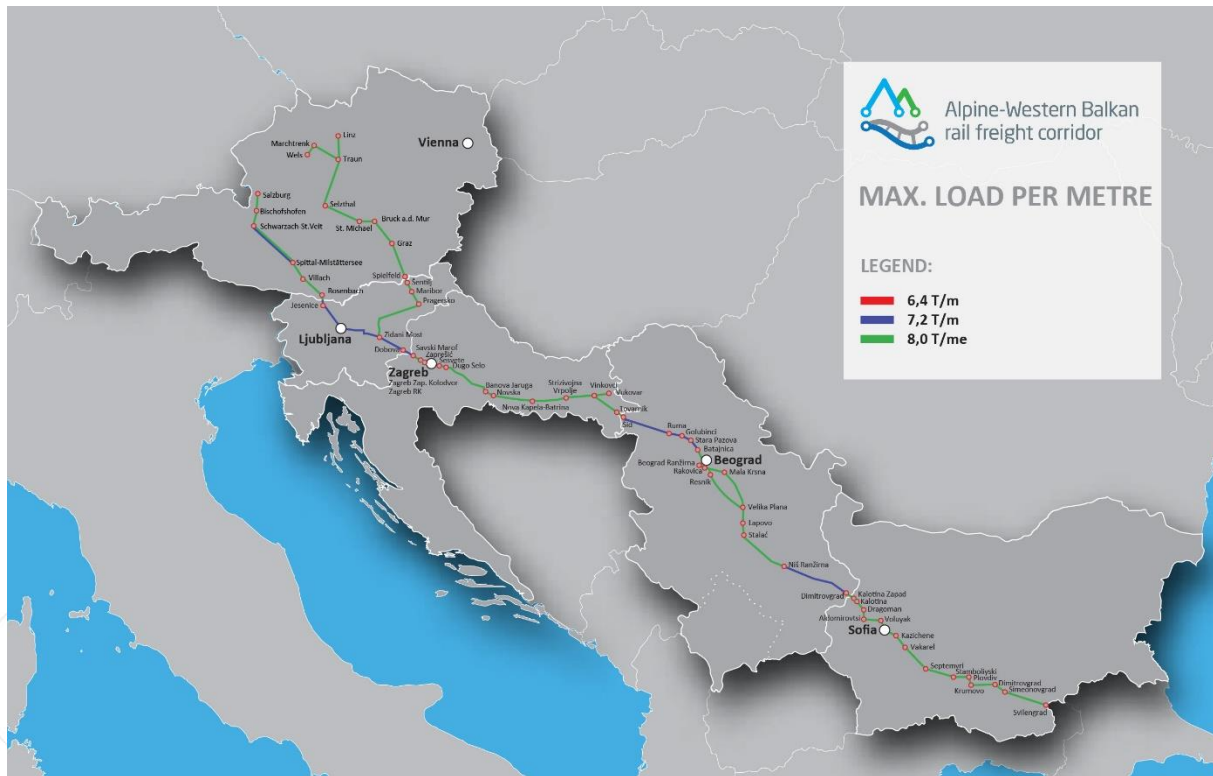 Alpine-Western Balkan
rail freight corridor
MAX. LOAD PER METRE
LEGEND:
6,4 T/m
7,2 T/m
8,0 T/me
Linz
Marchtrenk
Wels
Traun
Vienna
Salzburg
Bischofshofen
Schwarzach-St.Veit
Selzthal
St. Michael
Bruck a.d. Mur
Graz
Spittal-Milstättersee
Villach
Rosenbach
Jesenice
Spielfeld
Šentilj
Maribor
Pragersko
Ljubljana
Zidani Most
Dobova
Savski Marof
Zaprešić
Sesvete
Dugo Selo
Zagreb
Zagreb Zap. Kolodvor
Zagreb RK
Banova Jaruga
Novska
Nova Kapela-Batrina
Strizivojna
Vrpolje
Vinkovci
Vukovar
Tovarnik
Šid
Ruma
Golubinci
Stara Pazova
Batajnica
Beograd
Beograd Ranžirna
Rakovica
Resnik
Mala Krsna
Velika Plana
Lapovo
Stalać
Niš Ranžirna
Dimitrovgrad
Kalotina Zapad
Kalotina
Dragoman
Aldomirovtsi
Voluyak
Sofia
Kazichene
Vakarel
Septemvri
Stamboliyski
Plovdiv
Krumovo
Dimitrovgrad
Simeonovgrad
Svilengrad